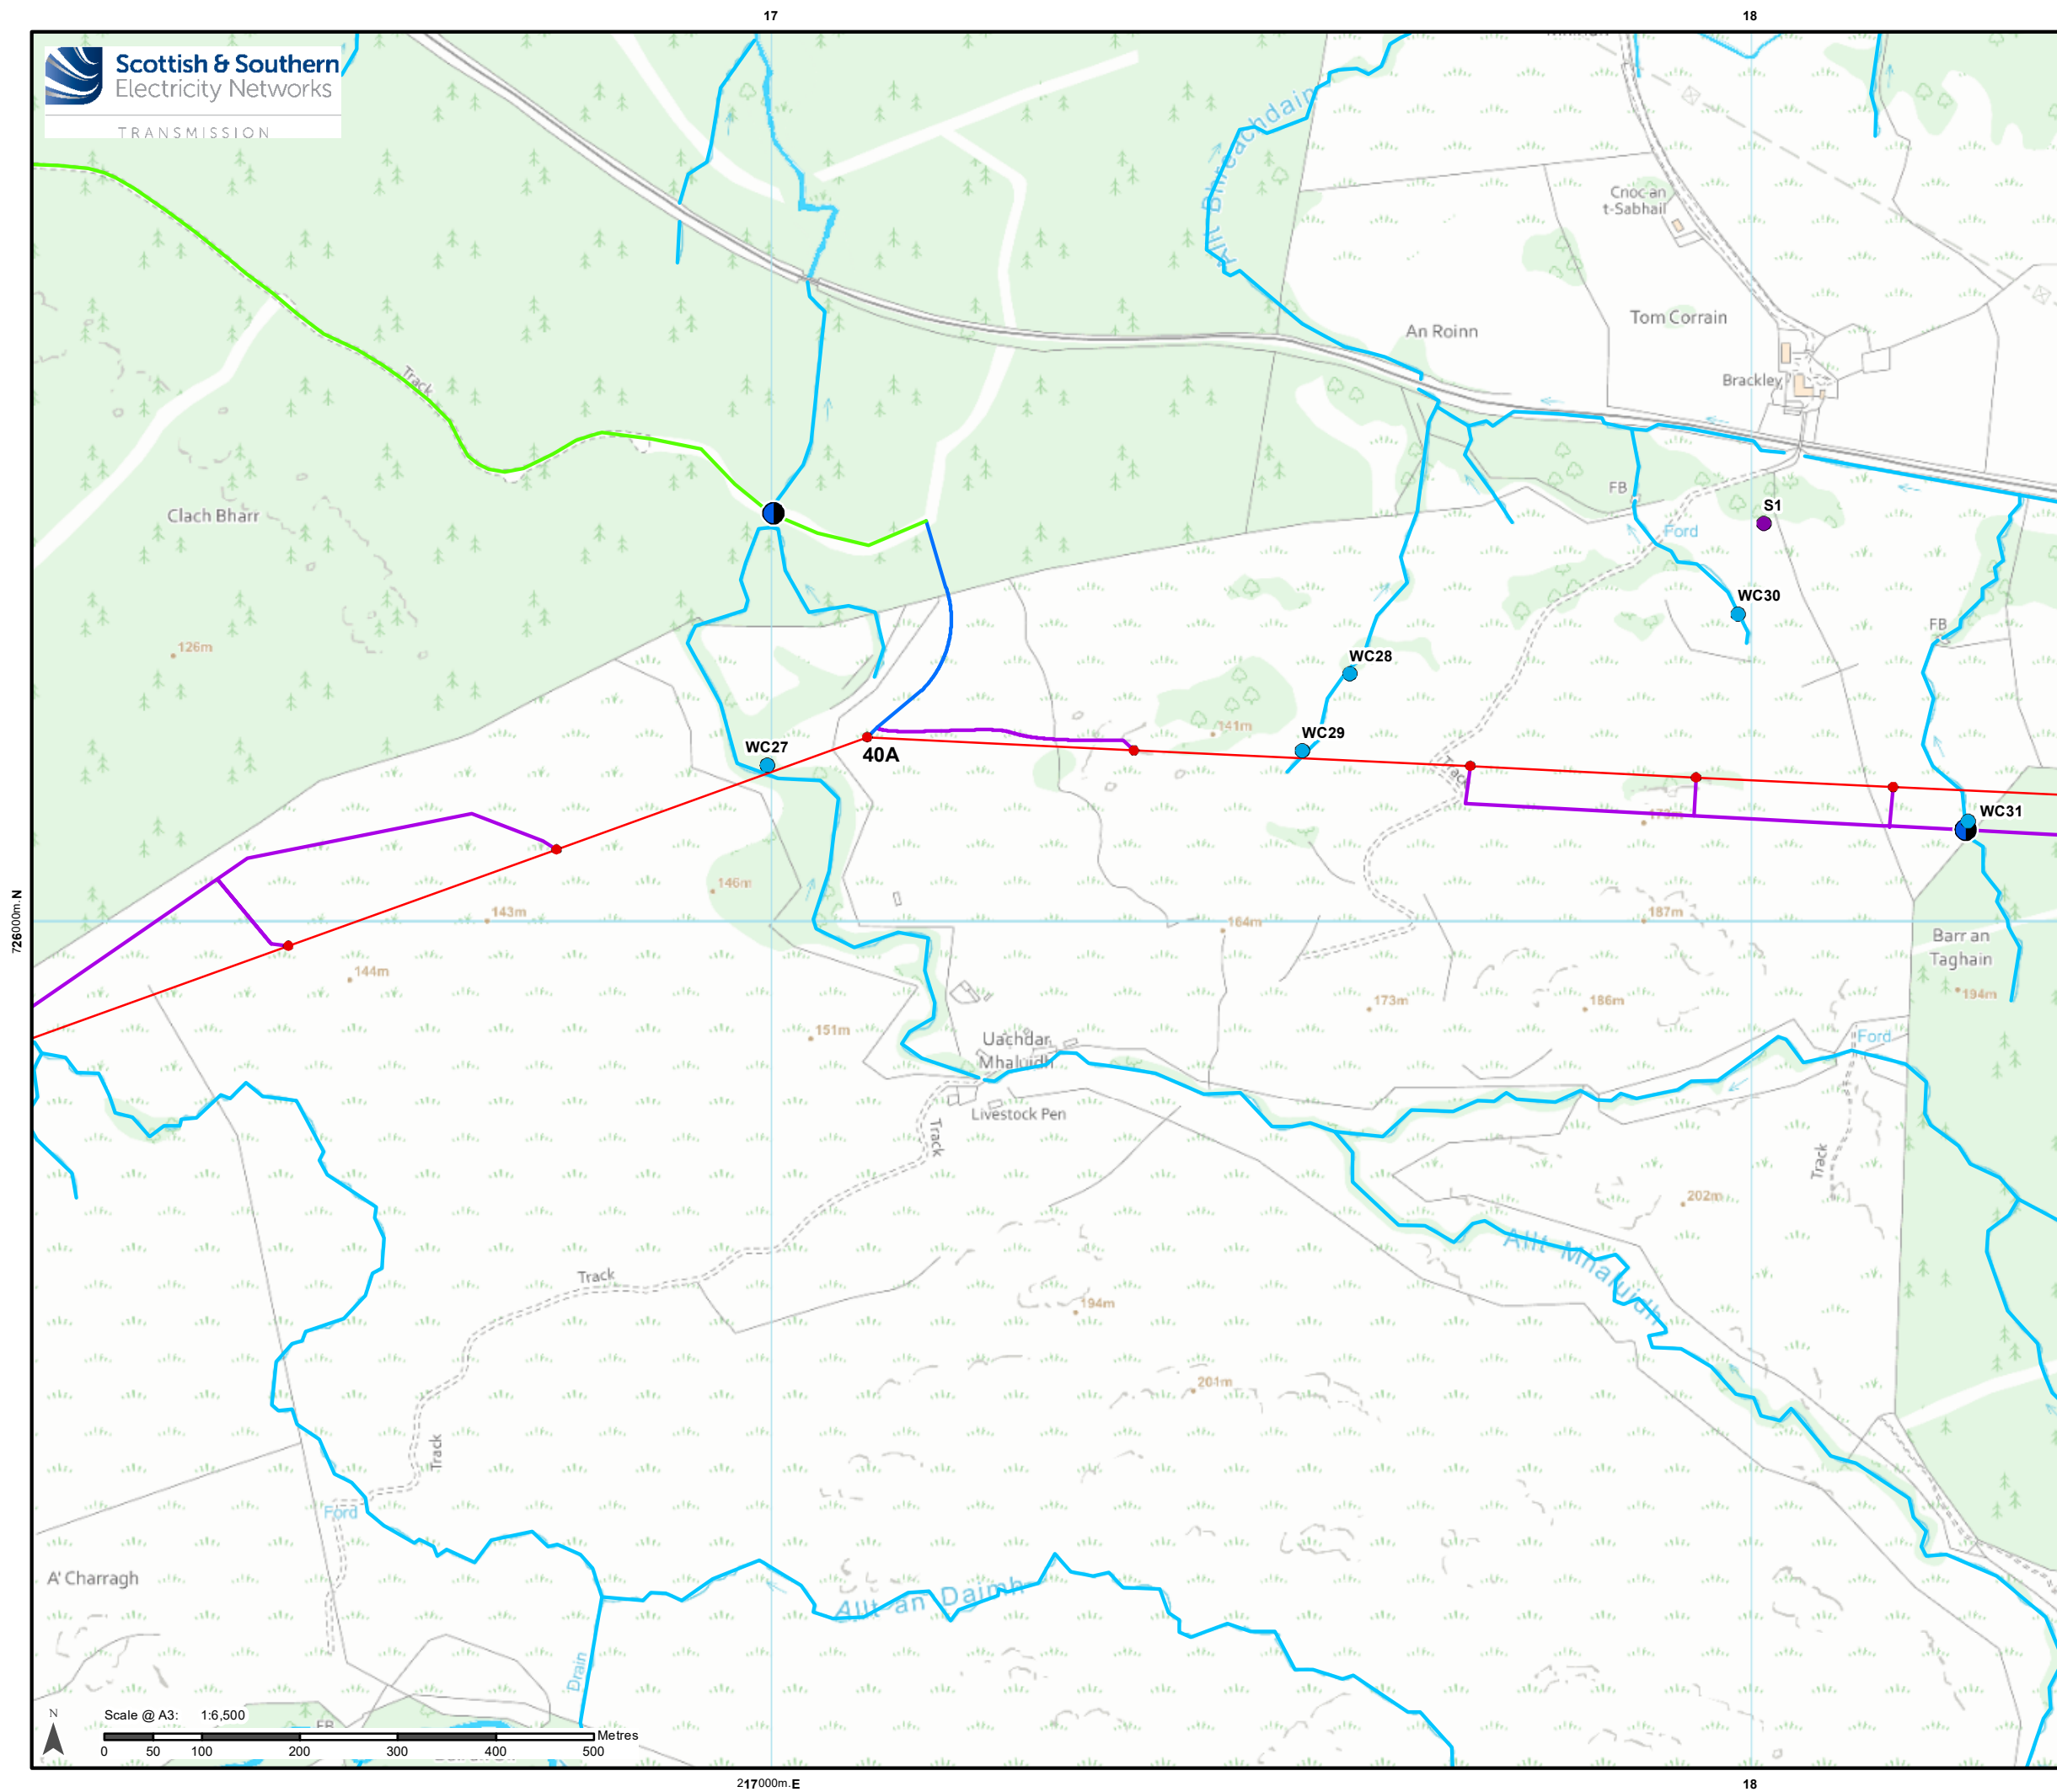 17
18
Scottish & Southern
Electricity Networks
TRANSMISSION
Allt Bhreachdain
Cnoc an
t-Sabhail
An Roinn
Tom Corrain
Track
Brackley
Clach Bharr
FB
S1
Ford
WC30
126m
FB
WC28
141m
WC27
WC29
40A
Track
173m
WC31
146m
143m
187m
164m
726000m.N
Barr an
Taghain
144m
173m
186m
194m
151m
Uachdar
Mhaluidh
Ford
Livestock Pen
Track
Track
202m
Allt Mhaluidh
Track
194m
201m
Track
Ford
A' Charragh
Allt an Daimh
Drain
N
Scale @ A3: 1:6,500
FB
Metres
0 50 100 200 300 400 500
217000m.E
18